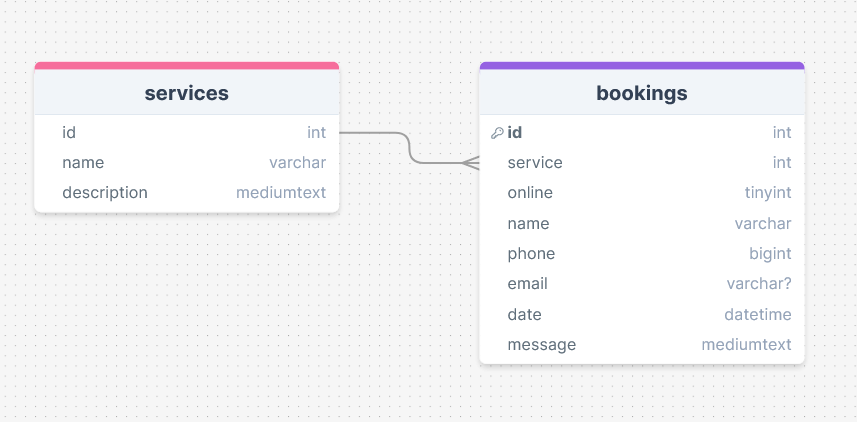 services
id int
name varchar
description mediumtext
bookings
id int
service int
online tinyint
name varchar
phone bigint
email varchar?
date datetime
message mediumtext